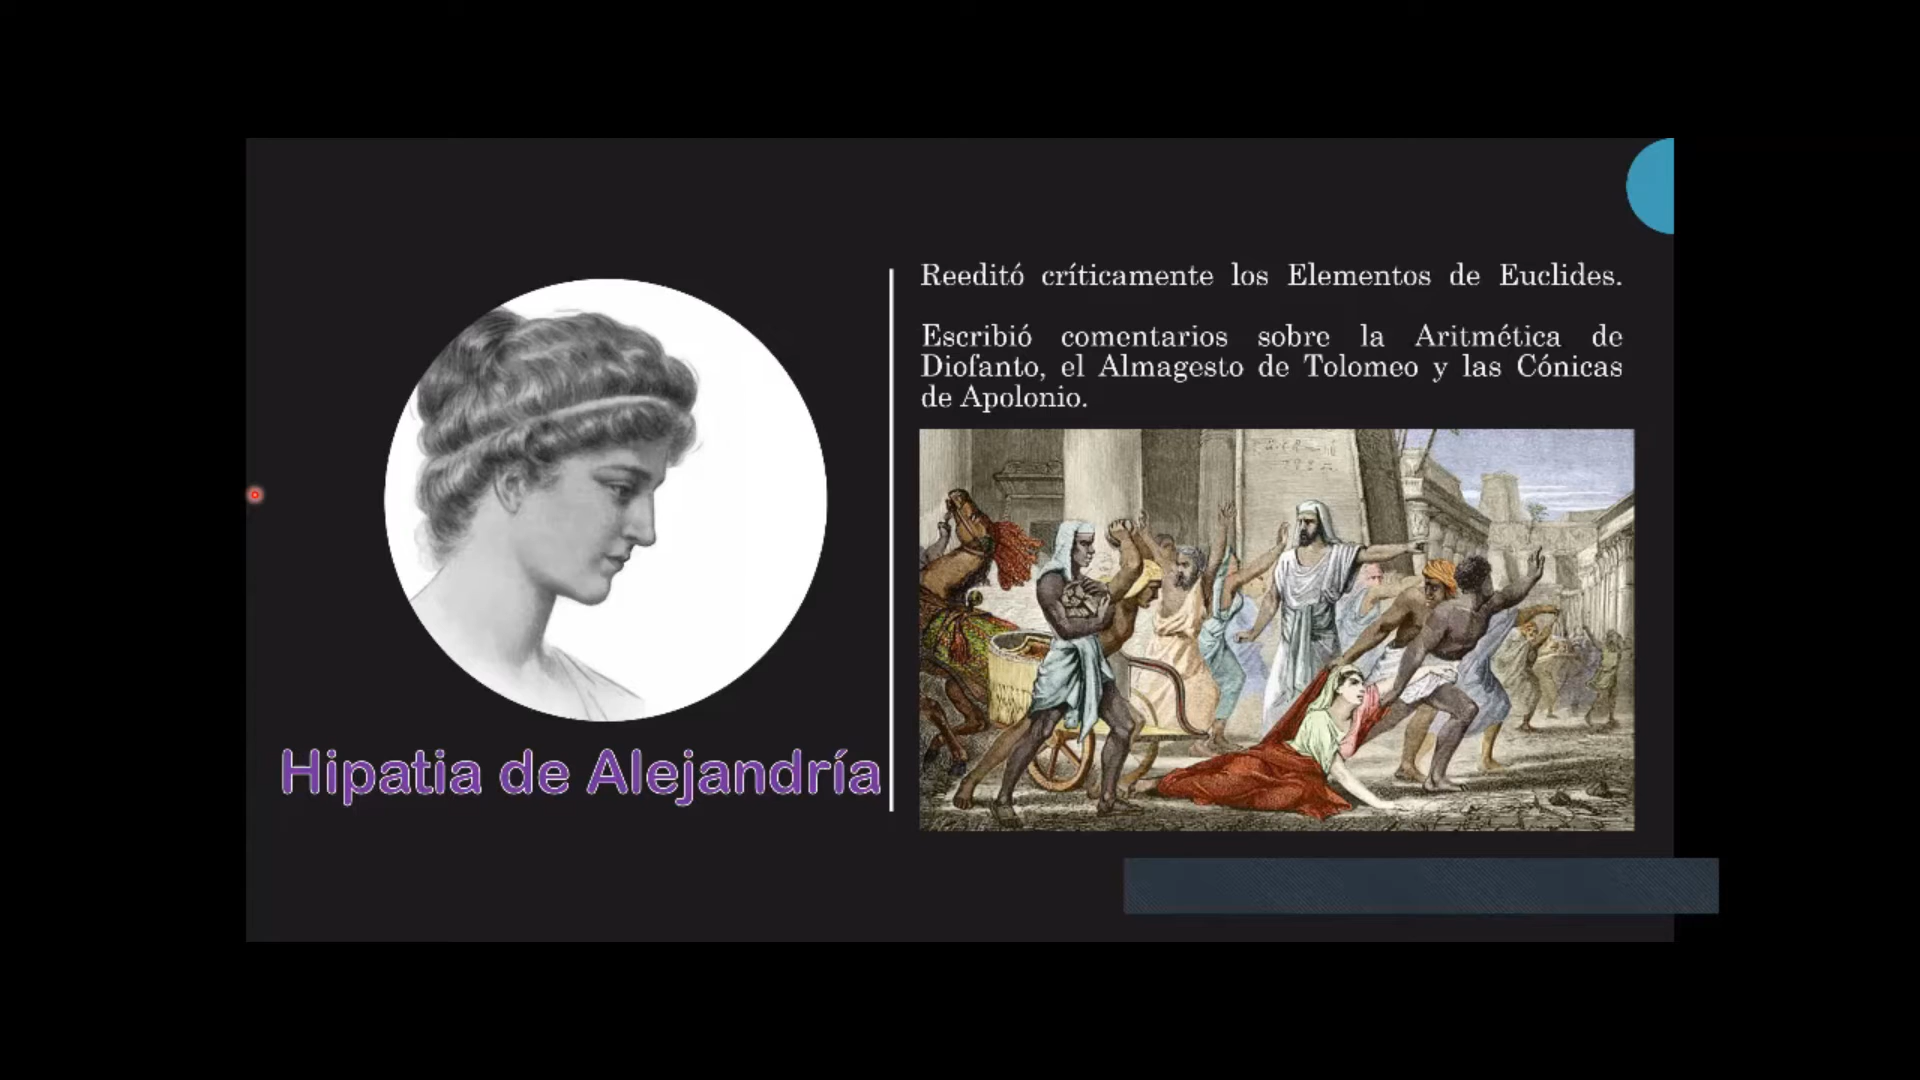 Reeditó críticamente los Elementos de Euclides.
Escribió comentarios sobre la Aritmética de
Diofanto, el Almagesto de Tolomeo y las Cónicas
de Apolonio.
Hipatia de Alejandría